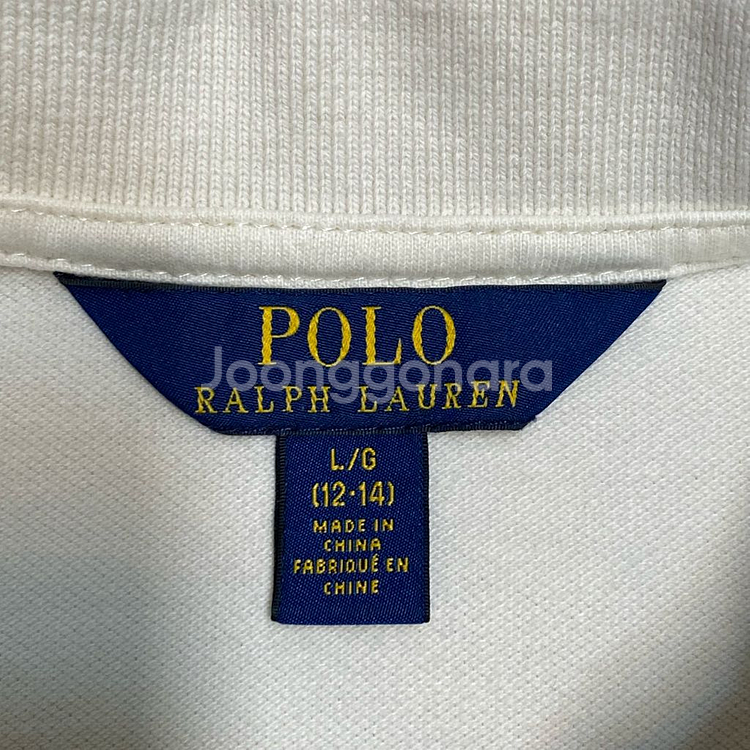 POLO
Joonggonara
RALPH LAUREN
L/G
(12·14)
MADE IN
CHINA
FABRIQUÉ EN
CHINE